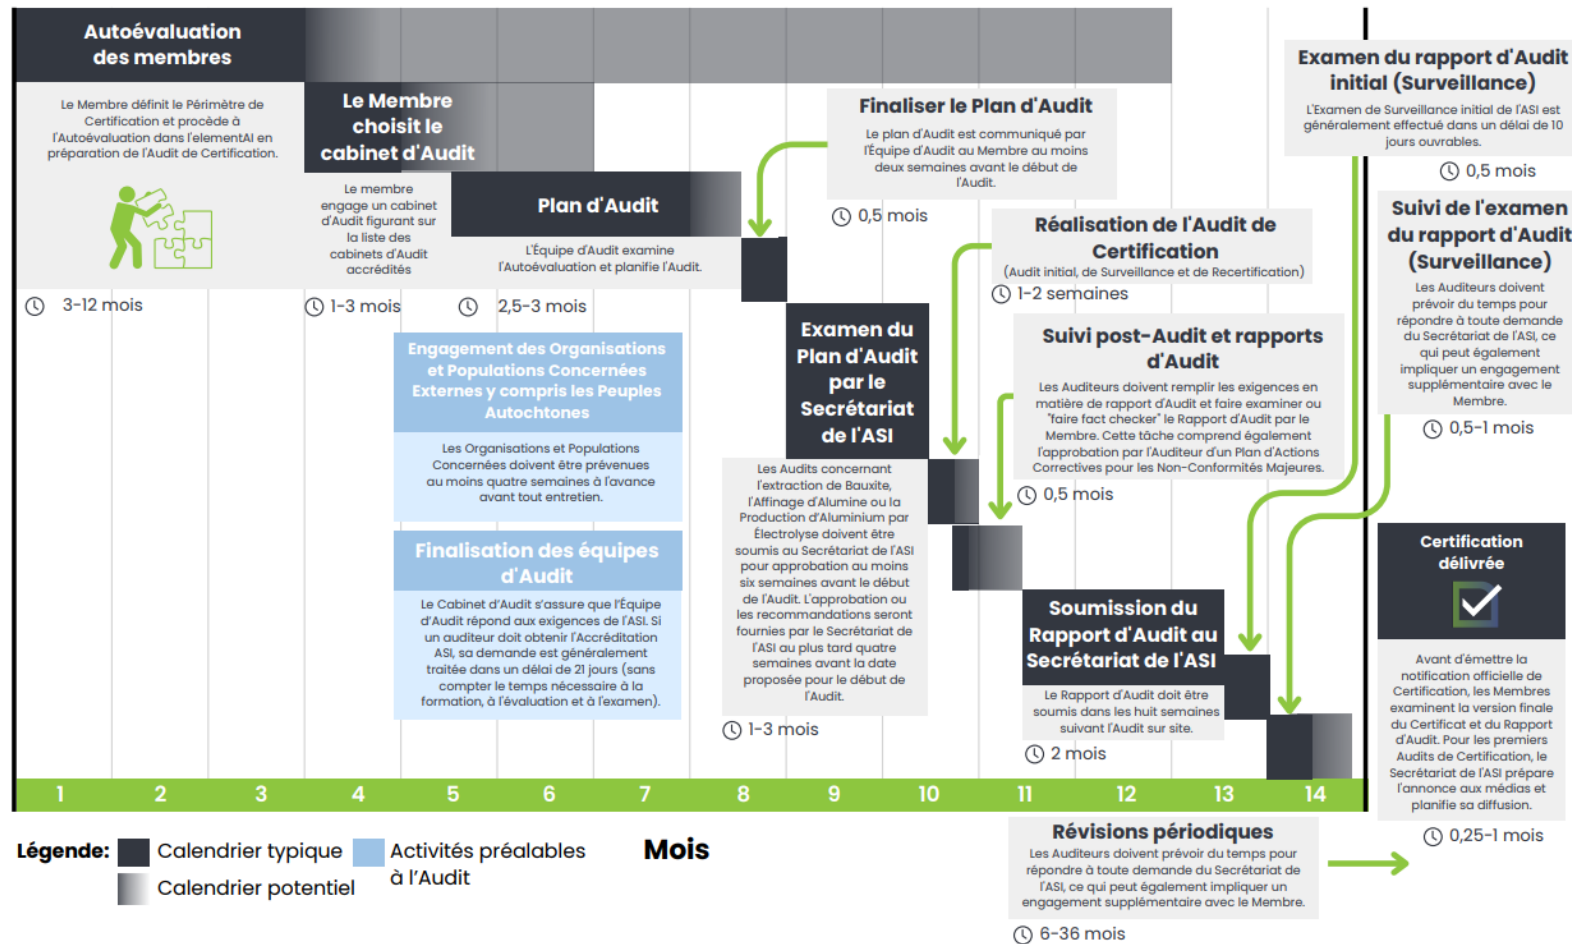 Autoévaluation
des membres
Le Membre définit le Périmètre de
Certification et procède à
l'Autoévaluation dans l'elementAl en
préparation de l'Audit de Certification.
3-12 mois
Le Membre
choisit le
cabinet d'Audit
Le membre
engage un cabinet
d'Audit figurant sur
la liste des
cabinets d'Audit
accrédités
1-3 mois
Plan d'Audit
L'Équipe d'Audit examine
l'Autoévaluation et planifie l'Audit.
2,5-3 mois
Engagement des Organisations
et Populations Concernées
Externes y compris les Peuples
Autochtones
Les Organisations et Populations
Concernées doivent être prévenues
au moins quatre semaines à l'avance
avant tout entretien.
Finalisation des équipes
d'Audit
Le Cabinet d'Audit s'assure que l'Équipe
d'Audit répond aux exigences de l'ASI. Si
un auditeur doit obtenir l'Accréditation
ASI, sa demande est généralement
traitée dans un délai de 21 jours (sans
compter le temps nécessaire à la
formation, à l'évaluation et à l'examen).
Finaliser le Plan d'Audit
Le plan d'Audit est communiqué par
l'Équipe d'Audit au Membre au moins
deux semaines avant le début de
l'Audit.
0,5 mois
Examen du
Plan d'Audit
par le
Secrétariat
de l'ASI
Les Audits concernant
l'extraction de Bauxite,
l'Affinage d'Alumine ou la
Production d'Aluminium par
Électrolyse doivent être
soumis au Secrétariat de l'ASI
pour approbation au moins
six semaines avant le début
de l'Audit. L'approbation ou
les recommandations seront
fournies par le Secrétariat de
l'ASI au plus tard quatre
semaines avant la date
proposée pour le début de
l'Audit.
1-3 mois
Réalisation de l'Audit de
Certification
(Audit initial, de Surveillance et de Recertification)
1-2 semaines
Suivi post-Audit et rapports
d'Audit
Les Auditeurs doivent remplir les exigences en
matière de rapport d'Audit et faire examiner ou
"faire fact checker" le Rapport d'Audit par le
Membre. Cette tâche comprend également
l'approbation par l'Auditeur d'un Plan d'Actions
Correctives pour les Non-Conformités Majeures.
0,5 mois
Soumission du
Rapport d'Audit au
Secrétariat de l'ASI
Le Rapport d'Audit doit être
soumis dans les huit semaines
suivant l'Audit sur site.
2 mois
Examen du rapport d'Audit
initial (Surveillance)
L'Examen de Surveillance initial de l'ASI est
généralement effectué dans un délai de 10
jours ouvrables.
0,5 mois
Suivi de l'examen
du rapport d'Audit
(Surveillance)
Les Auditeurs doivent
prévoir du temps pour
répondre à toute demande
du Secrétariat de l'ASI, ce
qui peut également
impliquer un engagement
supplémentaire avec le
Membre.
0,5-1 mois
Certification
délivrée
Avant d'émettre la
notification officielle de
Certification, les Membres
examinent la version finale
du Certificat et du Rapport
d'Audit. Pour les premiers
Audits de Certification, le
Secrétariat de l'ASI prépare
l'annonce aux médias et
planifie sa diffusion.
0,25-1 mois
1 2 3 4 5 6 7 8 9 10 11 12 13 14
Mois
Légende:
Calendrier typique
Calendrier potentiel
Activités préalables
à l'Audit
Révisions périodiques
Les Auditeurs doivent prévoir du temps pour
répondre à toute demande du Secrétariat de
l'ASI, ce qui peut également impliquer un
engagement supplémentaire avec le Membre.
6-36 mois